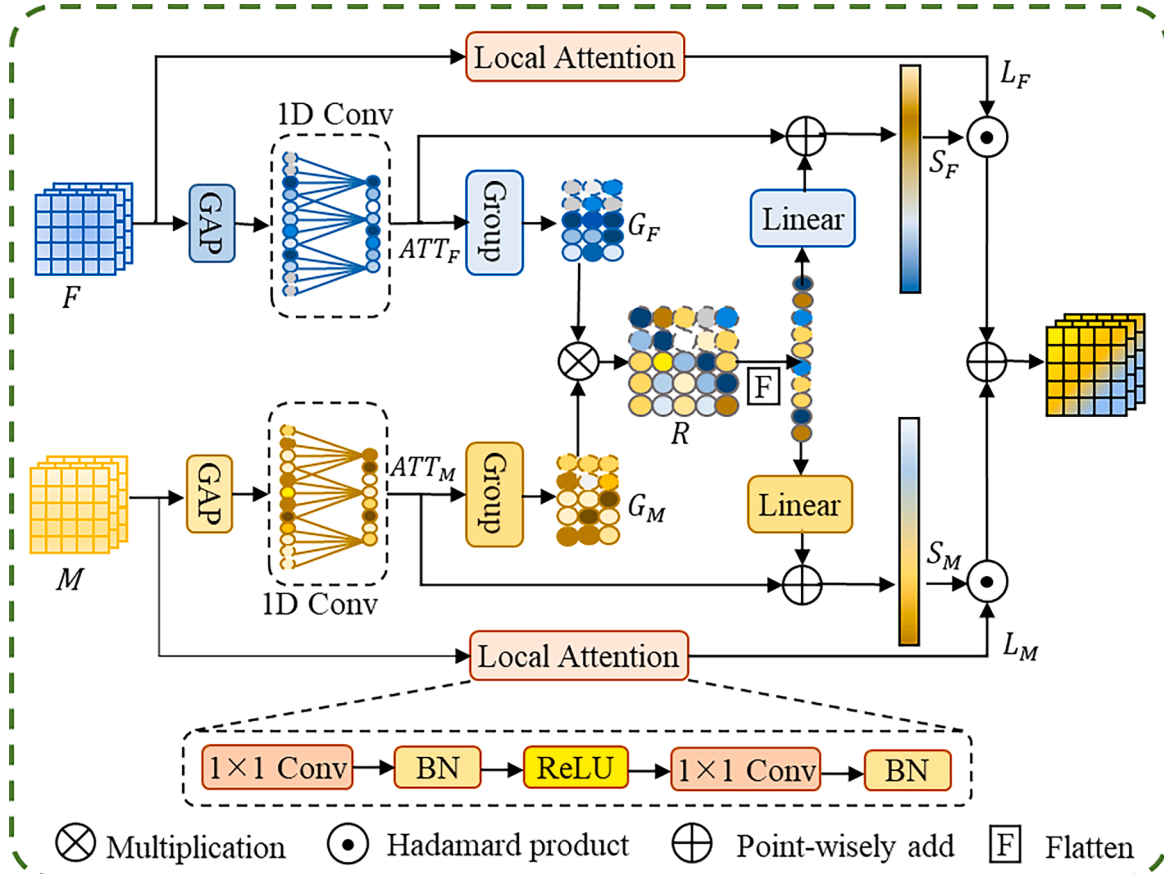 Local Attention
L_F
1D Conv
S_F
GAP
Group
ATT_F
G_F
Linear
F
R
F
ATT_M
GAP
Group
G_M
Linear
M
S_M
1D Conv
Local Attention
L_M
1×1 Conv
BN
ReLU
1×1 Conv
BN
Multiplication
Hadamard product
Point-wisely add
F
Flatten